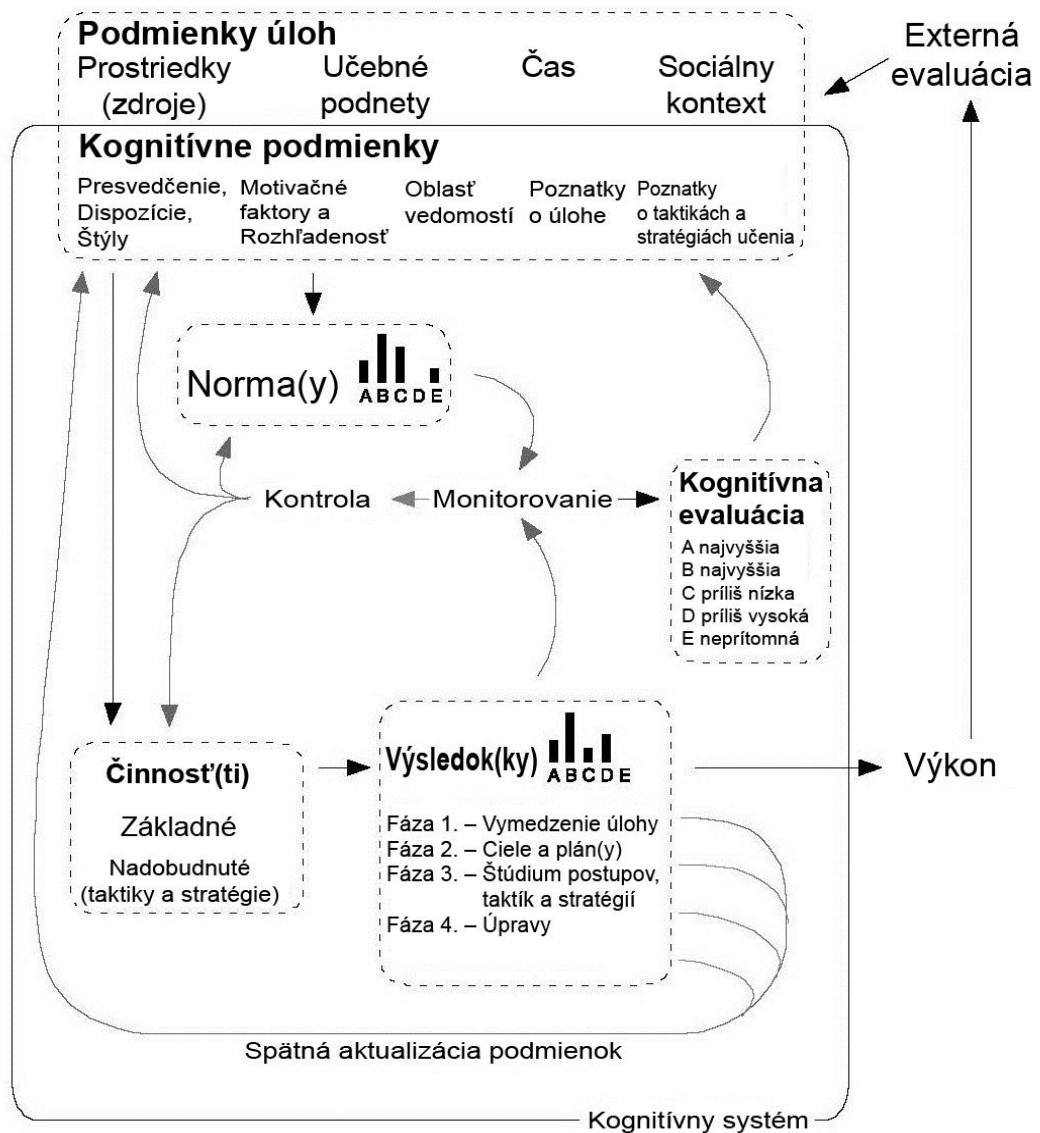 Podmienky úloh
Prostriedky
(zdroje)
Učebné
podnety
Čas
Sociálny
kontext
Externá
evaluácia
Kognitívne podmienky
Presvedčenie,
Dispozície,
Štýly
Motivačné
faktory a
Rozhľadenosť
Oblasť
vedomostí
Poznatky
o úlohe
Poznatky
o taktikách a
stratégiách učenia
Norma(y)
A B C D E
Kontrola
Monitorovanie
Kognitívna
evaluácia
A najvyššia
B najvyššia
C príliš nízka
D príliš vysoká
E neprítomná
Činnosť(ti)
Základné
Nadobudnuté
(taktiky a stratégie)
Výsledok(ky)
A B C D E
Fáza 1. – Vymedzenie úlohy
Fáza 2. – Ciele a plán(y)
Fáza 3. – Štúdium postupov,
taktík a stratégií
Fáza 4. – Úpravy
Výkon
Spätná aktualizácia podmienok
Kognitívny systém